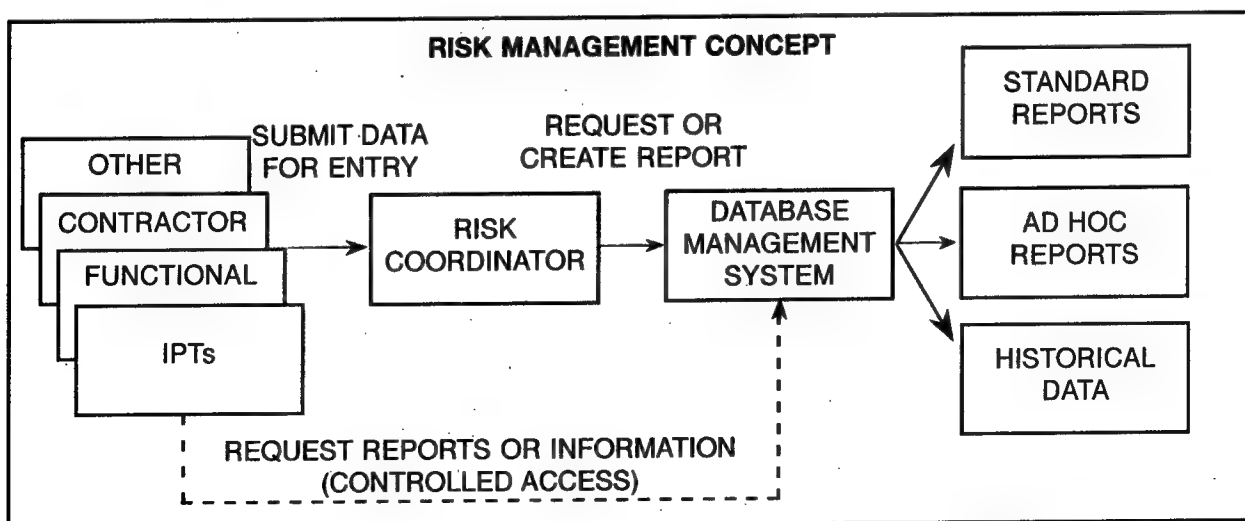 RISK MANAGEMENT CONCEPT
OTHER
CONTRACTOR
FUNCTIONAL
IPTs
SUBMIT DATA
FOR ENTRY
RISK
COORDINATOR
REQUEST OR
CREATE REPORT
DATABASE
MANAGEMENT
SYSTEM
STANDARD
REPORTS
AD HOC
REPORTS
HISTORICAL
DATA
REQUEST REPORTS OR INFORMATION
(CONTROLLED ACCESS)